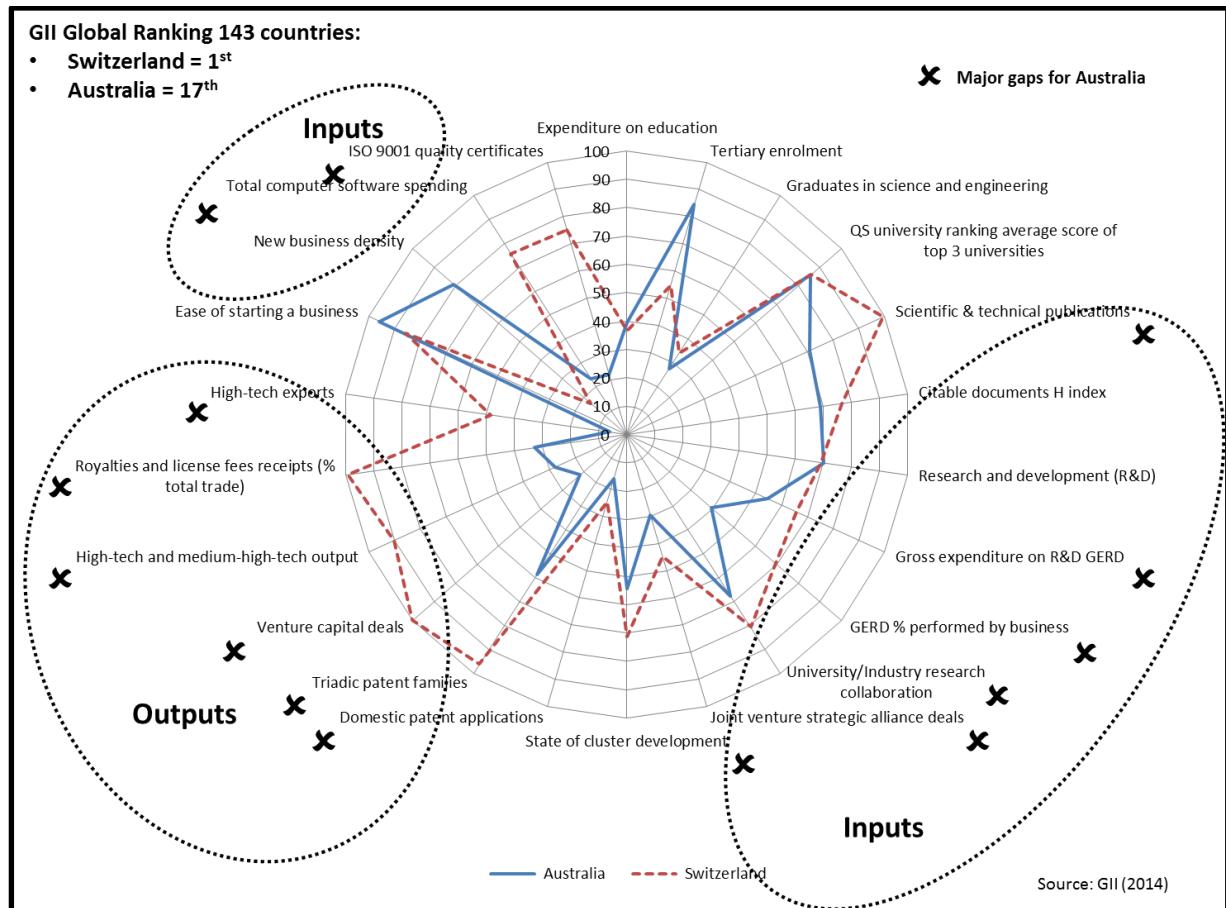 GII Global Ranking 143 countries:
• Switzerland = 1st
• Australia = 17th
Major gaps for Australia
Inputs
Expenditure on education
ISO 9001 quality certificates
Tertiary enrolment
Total computer software spending
Graduates in science and engineering
New business density
QS university ranking average score of
top 3 universities
Ease of starting a business
Scientific & technical publications
High-tech exports
Citable documents H index
Royalties and license fees receipts (%
total trade)
Research and development (R&D)
High-tech and medium-high-tech output
Gross expenditure on R&D GERD
Venture capital deals
GERD % performed by business
Triadic patent families
University/Industry research
collaboration
Domestic patent applications
Joint venture strategic alliance deals
State of cluster development
100
90
80
70
60
50
40
30
20
10
0
Outputs
Inputs
Australia
Switzerland
Source: GII (2014)